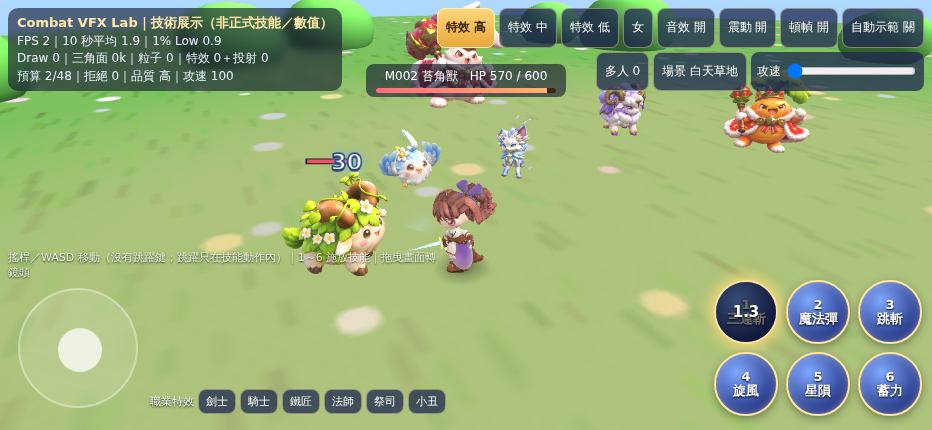 Combat VFX Lab｜技術展示（非正式技能／數值）
FPS 2｜10 秒平均 1.9｜1% Low 0.9
Draw 0｜三角面 0k｜粒子 0｜特效 0＋投射 0
預算 2/48｜拒絕 0｜品質 高｜攻速 100
特效 高
特效 中
特效 低
女
音效 開
震動 開
頓幀 開
自動示範 關
多人 0
場景 白天草地
攻速
M002 苔角獸 HP 570 / 600
30
搖桿／WASD 移動（沒有跳躍鍵；跳躍只在技能動作內）｜1～6 施放技能｜拖曳畫面轉
鏡頭
1
1.3
三連斬
2
魔法彈
3
跳斬
4
旋風
5
星隕
6
蓄力
職業特效
劍士
騎士
鐵匠
法師
祭司
小丑